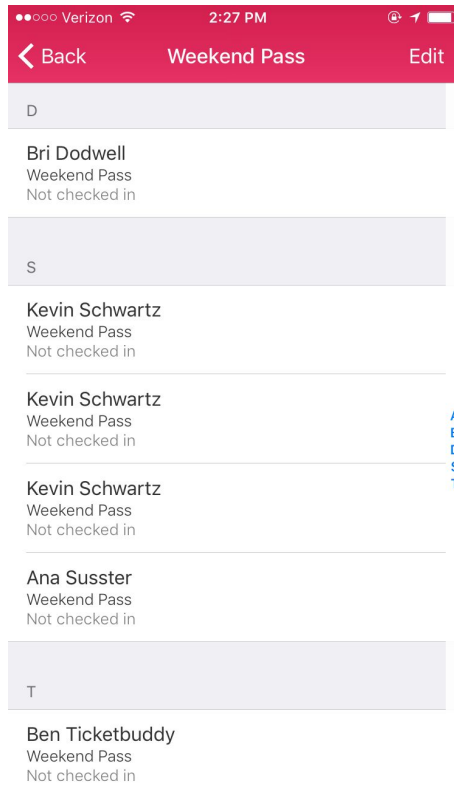 Verizon 2:27 PM
Back Weekend Pass Edit
D
Bri Dodwell
Weekend Pass
Not checked in
S
Kevin Schwartz
Weekend Pass
Not checked in
Kevin Schwartz
Weekend Pass
Not checked in
Kevin Schwartz
Weekend Pass
Not checked in
Ana Susster
Weekend Pass
Not checked in
T
Ben Ticketbuddy
Weekend Pass
Not checked in